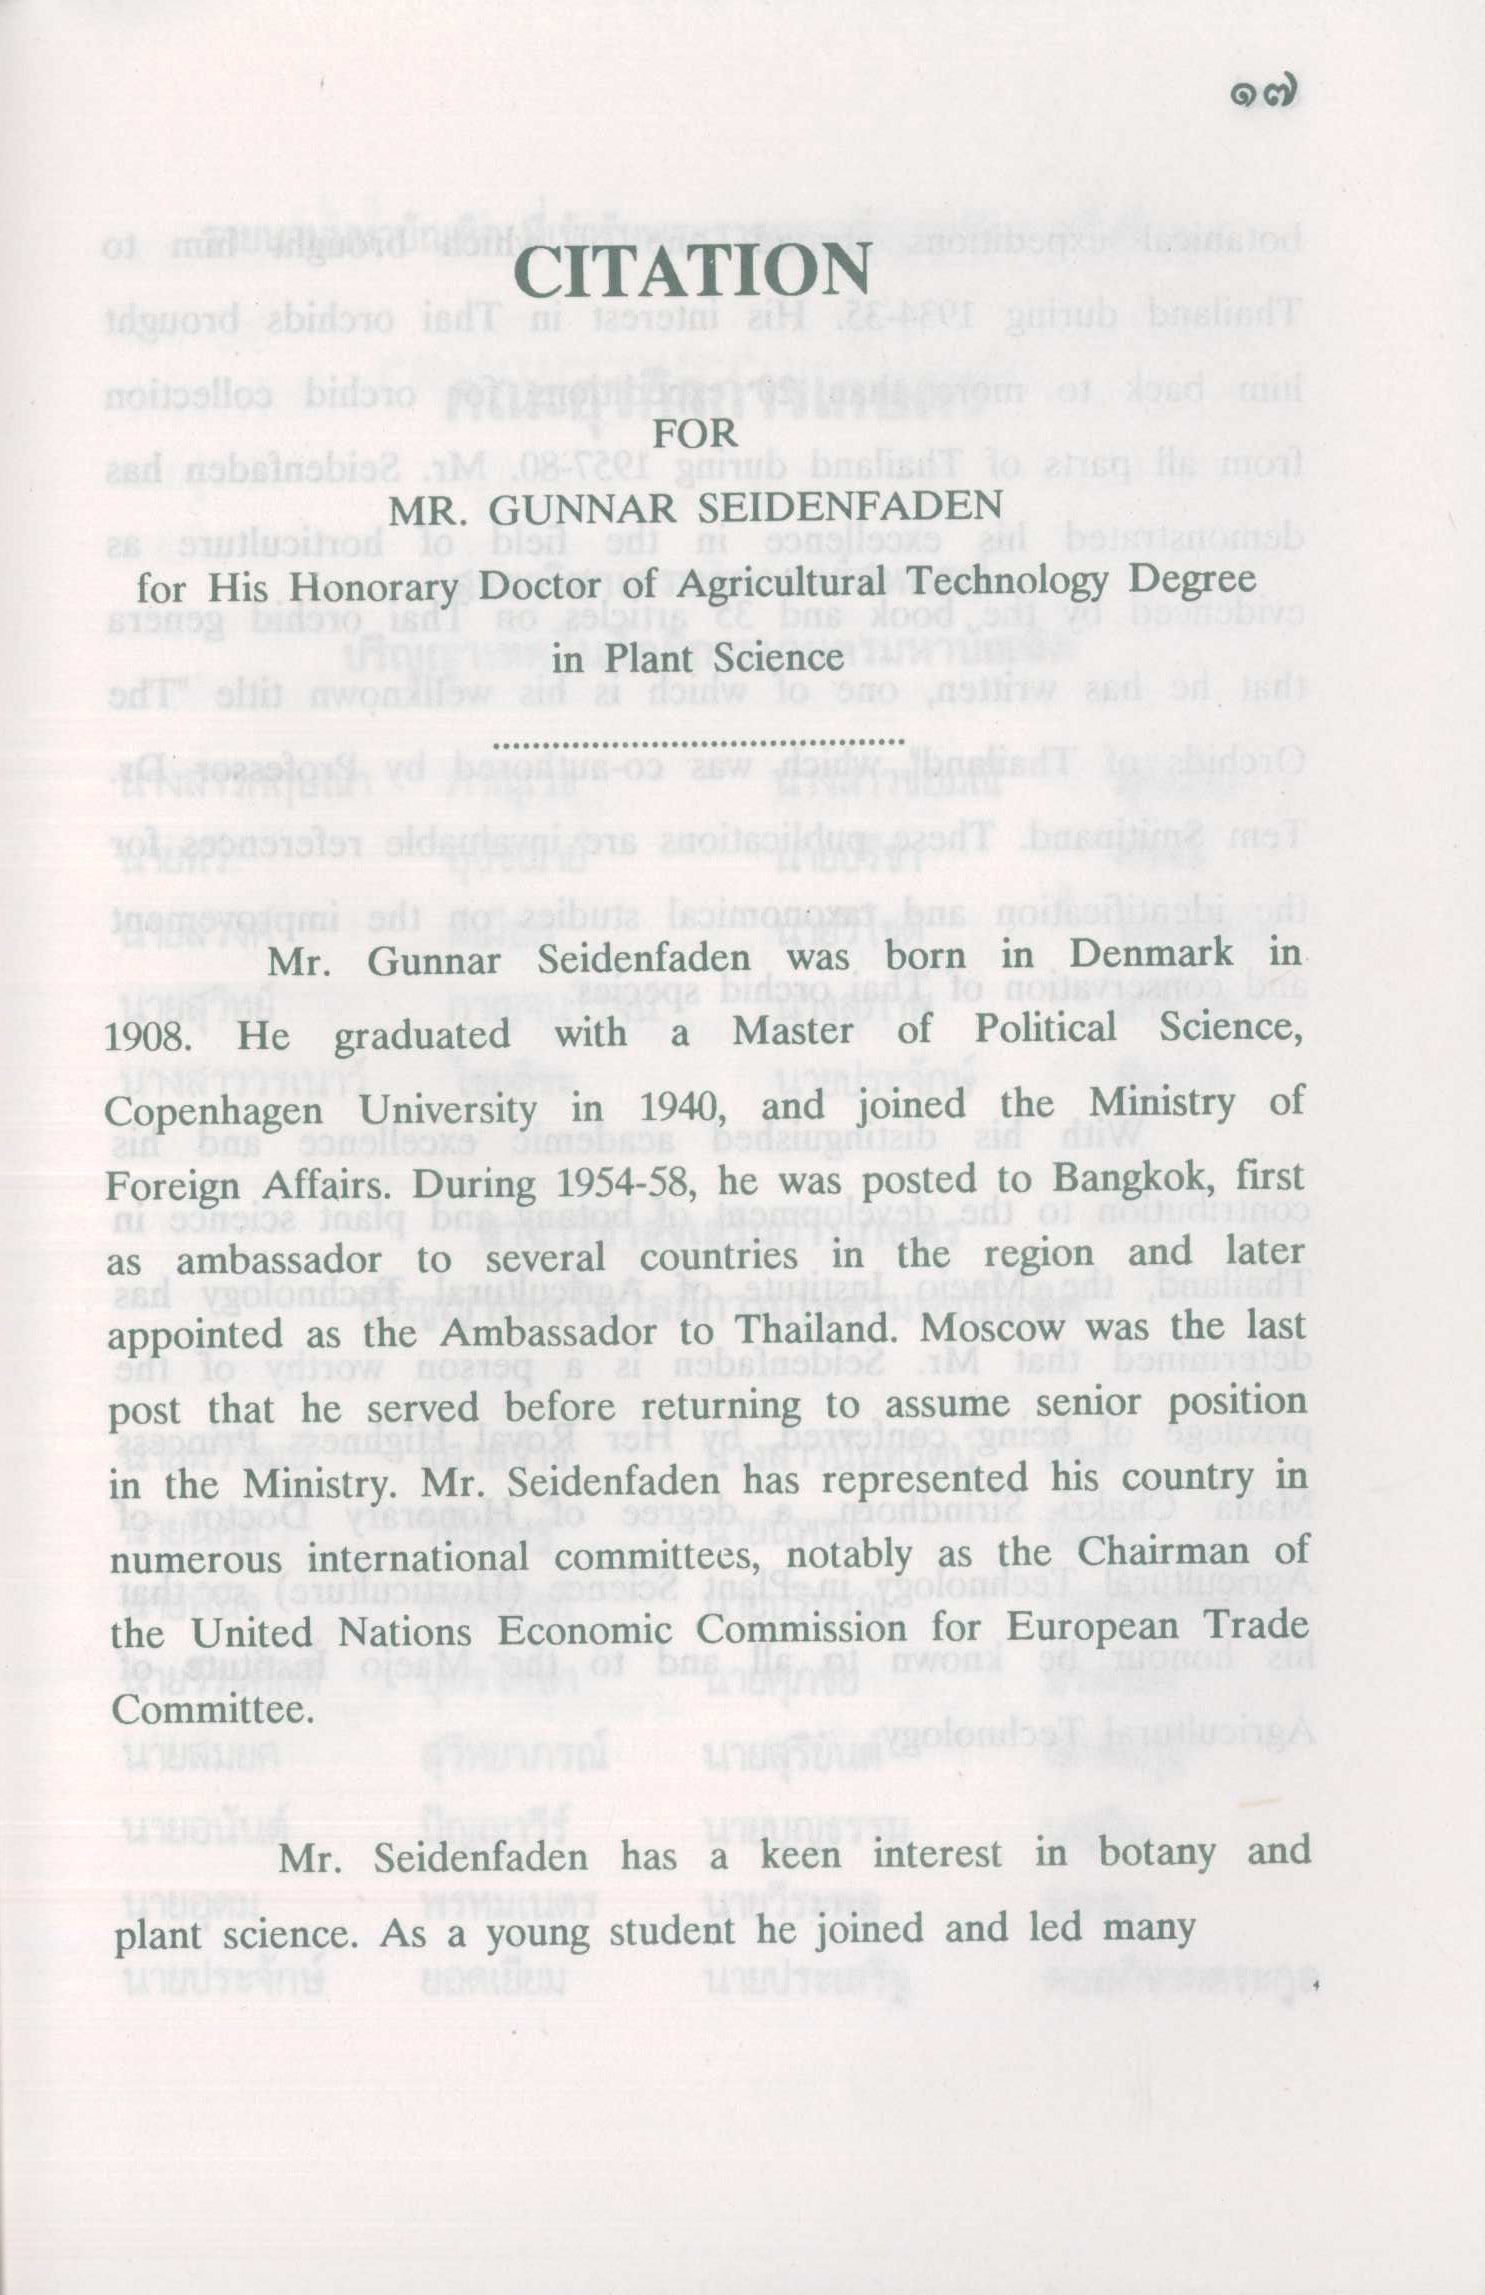 ๑๗
CITATION
FOR
MR. GUNNAR SEIDENFADEN
for His Honorary Doctor of Agricultural Technology Degree
in Plant Science
..........................................
Mr. Gunnar Seidenfaden was born in Denmark in
1908. He graduated with a Master of Political Science,
Copenhagen University in 1940, and joined the Ministry of
Foreign Affairs. During 1954-58, he was posted to Bangkok, first
as ambassador to several countries in the region and later
appointed as the Ambassador to Thailand. Moscow was the last
post that he served before returning to assume senior position
in the Ministry. Mr. Seidenfaden has represented his country in
numerous international committees, notably as the Chairman of
the United Nations Economic Commission for European Trade
Committee.
Mr. Seidenfaden has a keen interest in botany and
plant science. As a young student he joined and led many